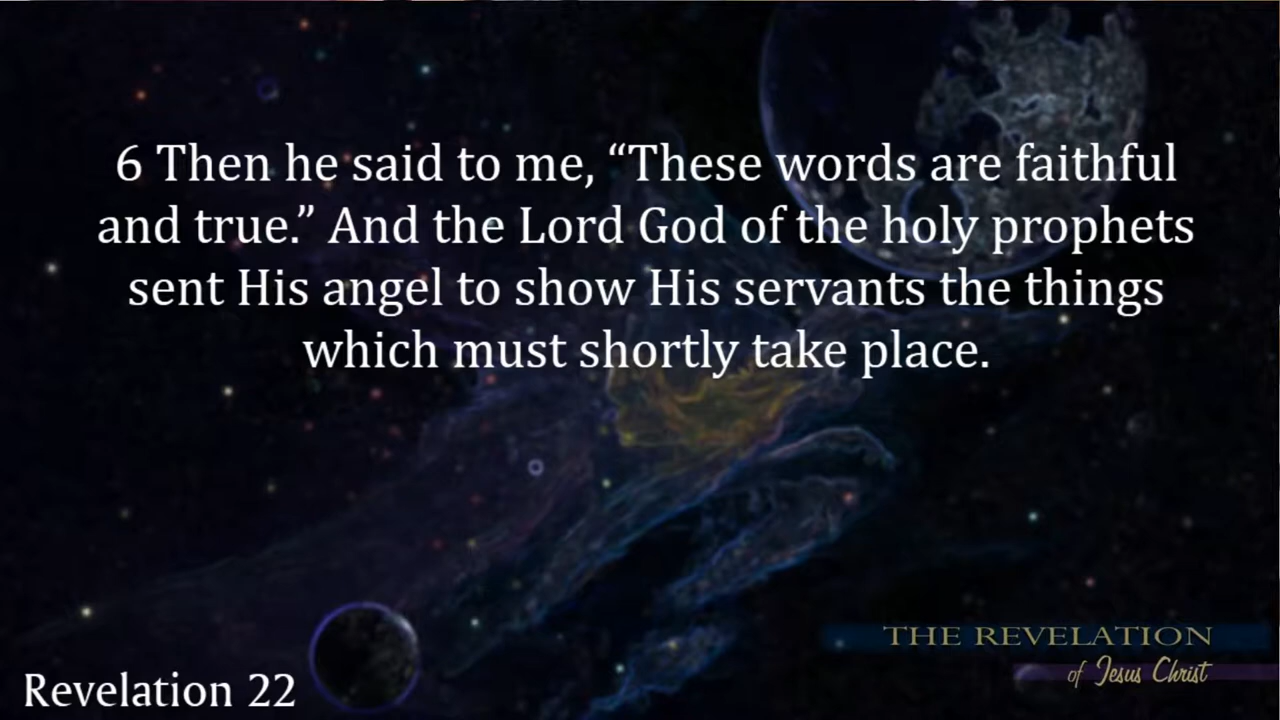 6 Then he said to me, “These words are faithful
and true.” And the Lord God of the holy prophets
sent His angel to show His servants the things
which must shortly take place.
THE REVELATION
of Jesus Christ
Revelation 22